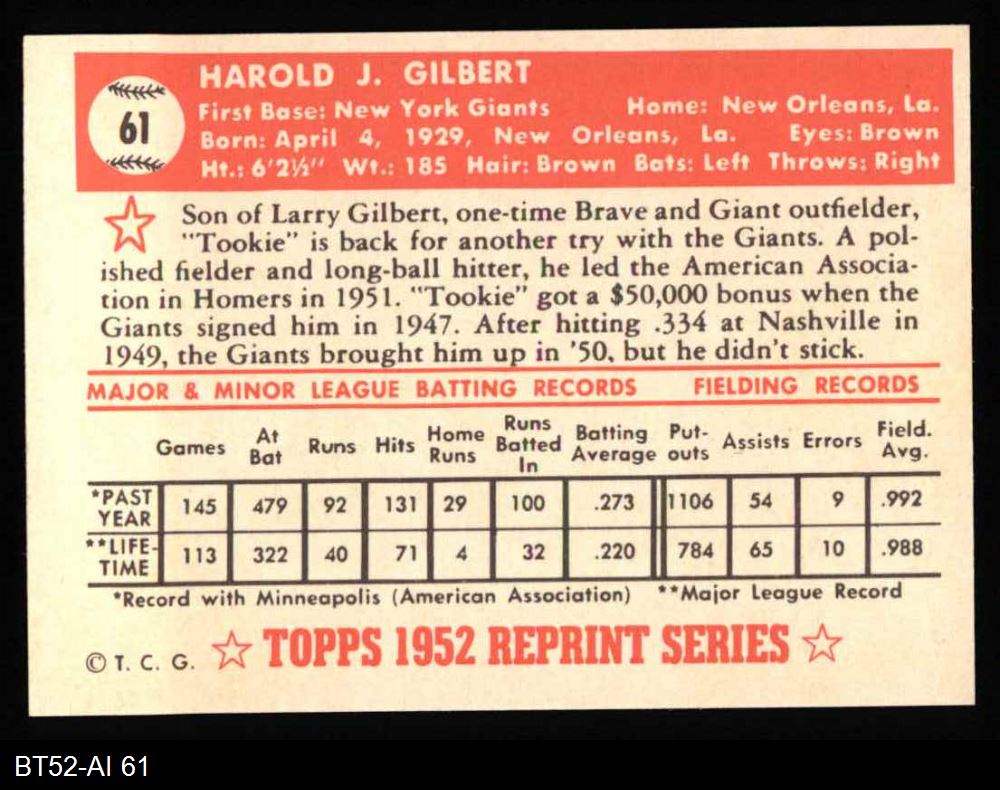 61
HAROLD J. GILBERT
First Base: New York Giants Home: New Orleans, La.
Born: April 4, 1929, New Orleans, La. Eyes: Brown
Ht.: 6'2½" Wt.: 185 Hair: Brown Bats: Left Throws: Right
Son of Larry Gilbert, one-time Brave and Giant outfielder,
"Tookie" is back for another try with the Giants. A pol-
ished fielder and long-ball hitter, he led the American Associa-
tion in Homers in 1951. "Tookie" got a $50,000 bonus when the
Giants signed him in 1947. After hitting .334 at Nashville in
1949, the Giants brought him up in '50, but he didn't stick.
MAJOR & MINOR LEAGUE BATTING RECORDS FIELDING RECORDS
Games At Bat Runs Hits Home Runs Runs Batted In Batting Average Put-outs Assists Errors Field. Avg.
*PAST YEAR 145 479 92 131 29 100 .273 1106 54 9 .992
**LIFE-TIME 113 322 40 71 4 32 .220 784 65 10 .988
*Record with Minneapolis (American Association) **Major League Record
© T. C. G. TOPPS 1952 REPRINT SERIES
BT52-AI 61